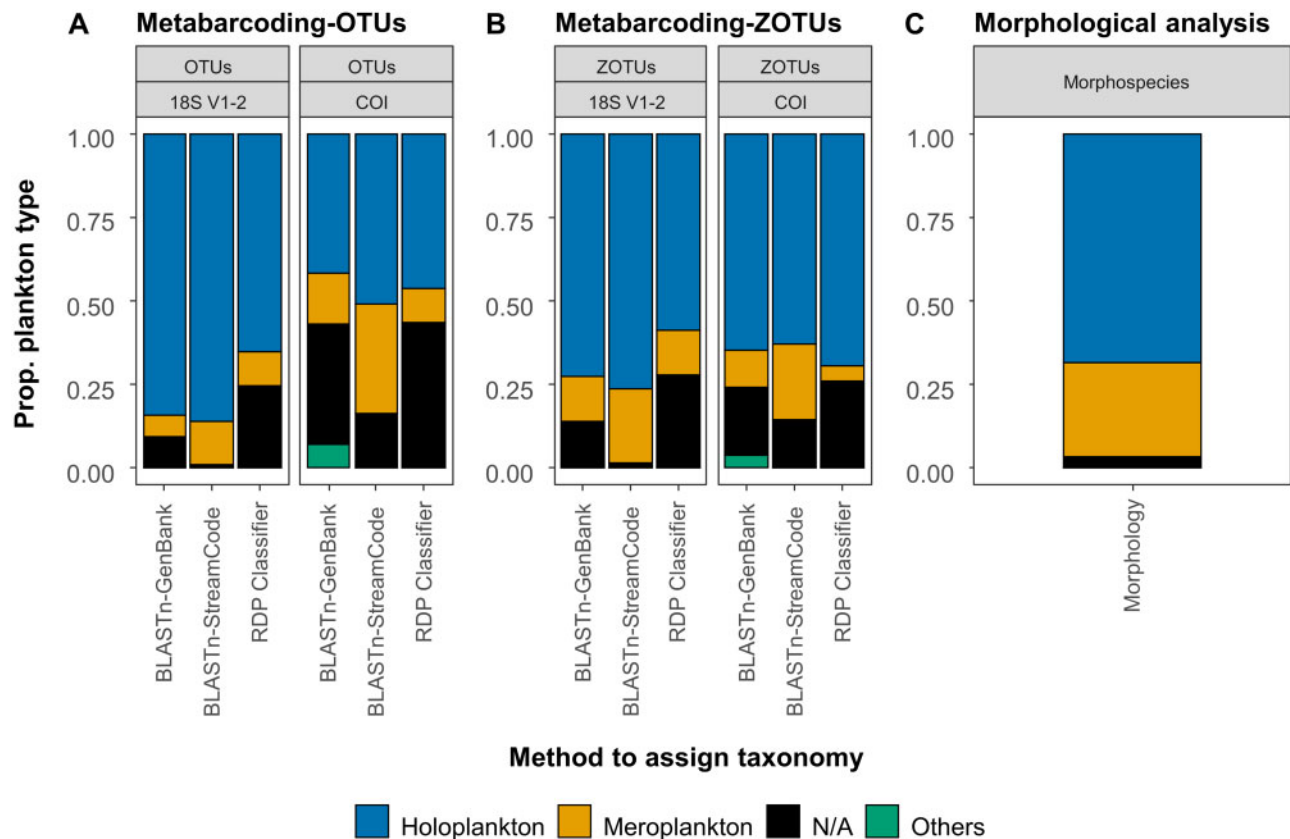 A Metabarcoding-OTUs
B Metabarcoding-ZOTUs
C Morphological analysis
OTUs OTUs
18S V1-2 COI
ZOTUs ZOTUs
18S V1-2 COI
Morphospecies
Prop. plankton type
1.00
0.75
0.50
0.25
0.00
1.00
0.75
0.50
0.25
0.00
1.00
0.75
0.50
0.25
0.00
BLASTn-GenBank
BLASTn-StreamCode
RDP Classifier
BLASTn-GenBank
BLASTn-StreamCode
RDP Classifier
BLASTn-GenBank
BLASTn-StreamCode
RDP Classifier
BLASTn-GenBank
BLASTn-StreamCode
RDP Classifier
Morphology
Method to assign taxonomy
Holoplankton Meroplankton N/A Others